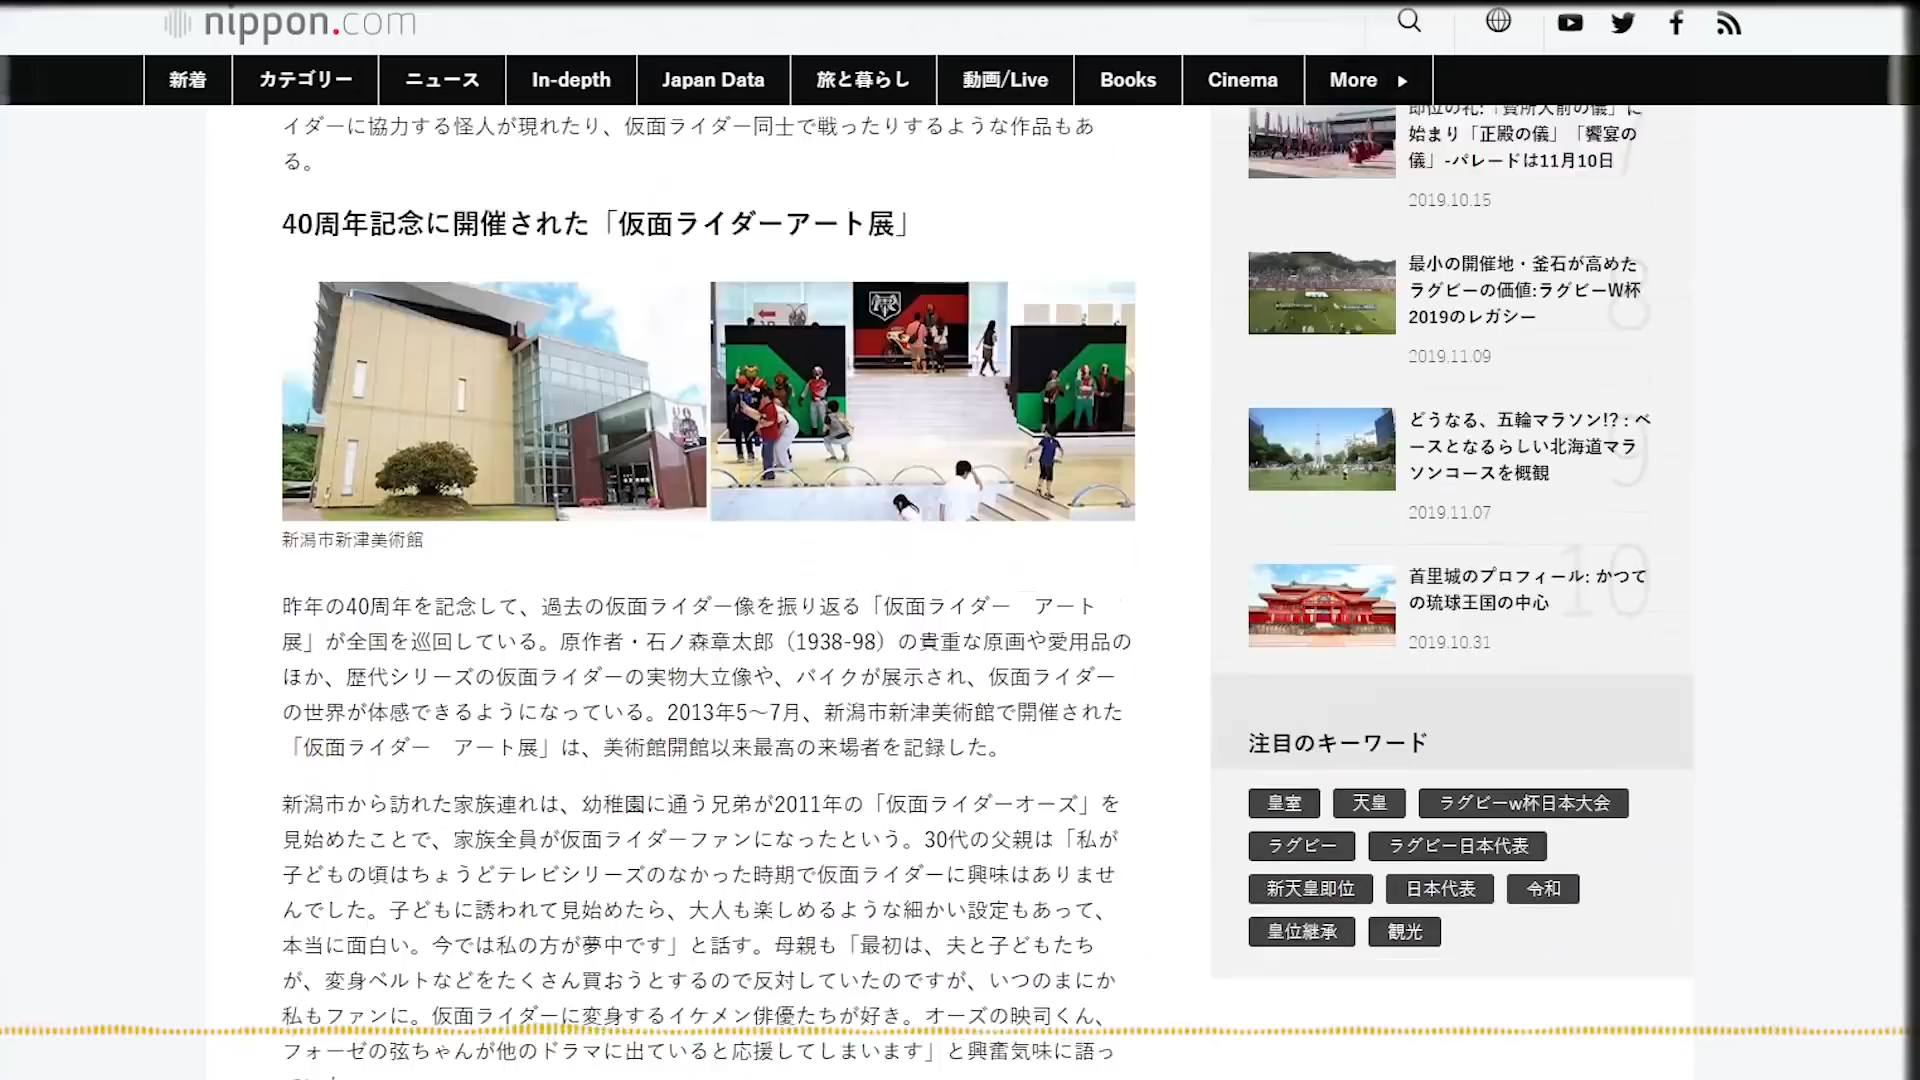 nippon.com
新着 カテゴリー ニュース In-depth Japan Data 旅と暮らし 動画/Live Books Cinema More
イダーに協力する怪人が現れたり、仮面ライダー同士で戦ったりするような作品もあ
る。
40周年記念に開催された「仮面ライダーアート展」
新潟市新津美術館
昨年の40周年を記念して、過去の仮面ライダー像を振り返る「仮面ライダー　アート
展」が全国を巡回している。原作者・石ノ森章太郎（1938-98）の貴重な原画や愛用品の
ほか、歴代シリーズの仮面ライダーの実物大立像や、バイクが展示され、仮面ライダー
の世界が体感できるようになっている。2013年5～7月、新潟市新津美術館で開催された
「仮面ライダー　アート展」は、美術館開館以来最高の来場者を記録した。
新潟市から訪れた家族連れは、幼稚園に通う兄弟が2011年の「仮面ライダーオーズ」を
見始めたことで、家族全員が仮面ライダーファンになったという。30代の父親は「私が
子どもの頃はちょうどテレビシリーズのなかった時期で仮面ライダーに興味はありませ
んでした。子どもに誘われて見始めたら、大人も楽しめるような細かい設定もあって、
本当に面白い。今では私の方が夢中です」と話す。母親も「最初は、夫と子どもたち
が、変身ベルトなどをたくさん買おうとするので反対していたのですが、いつのまにか
私もファンに。仮面ライダーに変身するイケメン俳優たちが好き。オーズの映司くん、
フォーゼの弦ちゃんが他のドラマに出ていると応援してしまいます」と興奮気味に語っ
即位の礼:「賢所大前の儀」に
始まり「正殿の儀」「饗宴の
儀」-パレードは11月10日
2019.10.15
8
最小の開催地・釜石が高めた
ラグビーの価値:ラグビーW杯
2019のレガシー
2019.11.09
9
どうなる、五輪マラソン!? : ベ
ースとなるらしい北海道マラ
ソンコースを概観
2019.11.07
10
首里城のプロフィール: かつて
の琉球王国の中心
2019.10.31
注目のキーワード
皇室 天皇 ラグビーw杯日本大会
ラグビー ラグビー日本代表
新天皇即位 日本代表 令和
皇位継承 観光